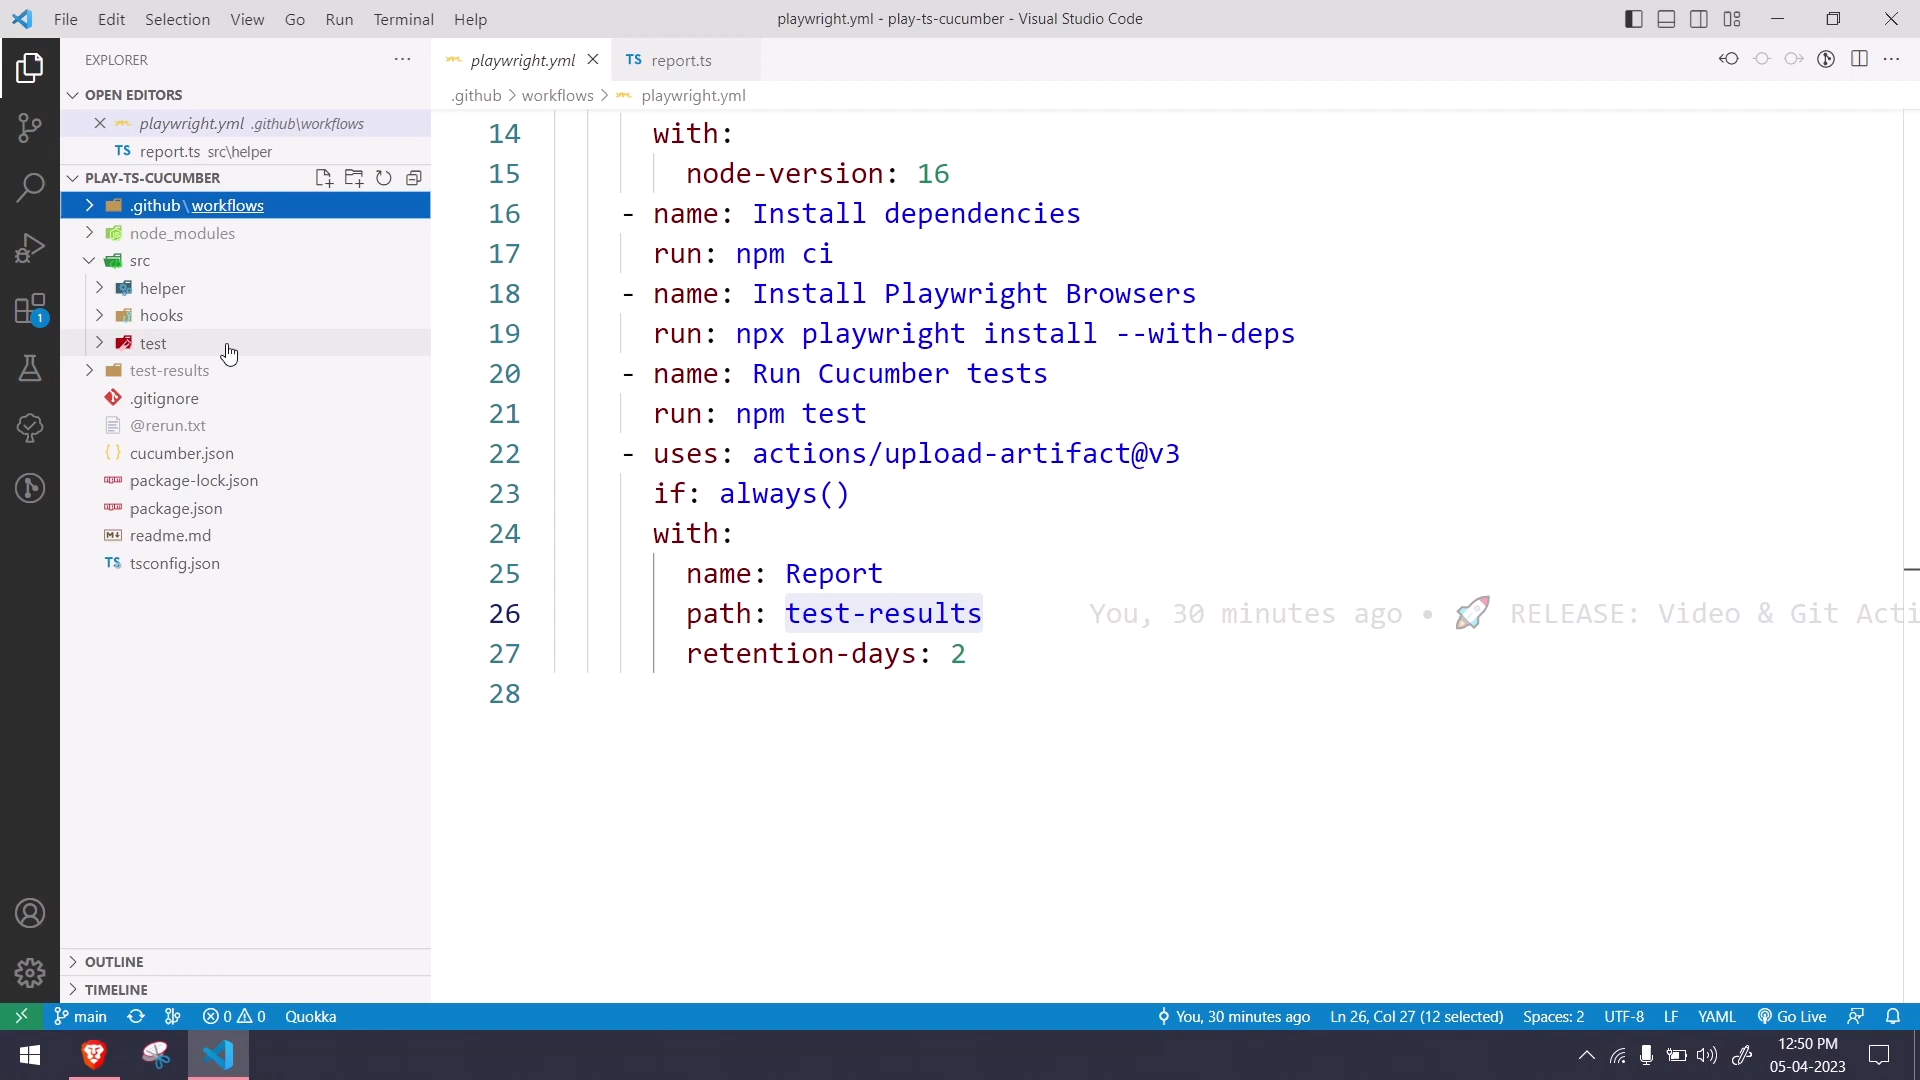 File Edit Selection View Go Run Terminal Help
playwright.yml - play-ts-cucumber - Visual Studio Code
EXPLORER
OPEN EDITORS
playwright.yml .github\workflows
TS report.ts src\helper
PLAY-TS-CUCUMBER
.github\workflows
node_modules
src
helper
hooks
test
test-results
.gitignore
@rerun.txt
{} cucumber.json
package-lock.json
package.json
readme.md
TS tsconfig.json
OUTLINE
TIMELINE
1
playwright.yml
TS report.ts
.github > workflows > playwright.yml
14 with:
15 node-version: 16
16 - name: Install dependencies
17 run: npm ci
18 - name: Install Playwright Browsers
19 run: npx playwright install --with-deps
20 - name: Run Cucumber tests
21 run: npm test
22 - uses: actions/upload-artifact@v3
23 if: always()
24 with:
25 name: Report
26 path: test-results You, 30 minutes ago • 🚀 RELEASE: Video & Git Acti
27 retention-days: 2
28
main 0 0 Quokka You, 30 minutes ago Ln 26, Col 27 (12 selected) Spaces: 2 UTF-8 LF YAML Go Live
12:50 PM
05-04-2023